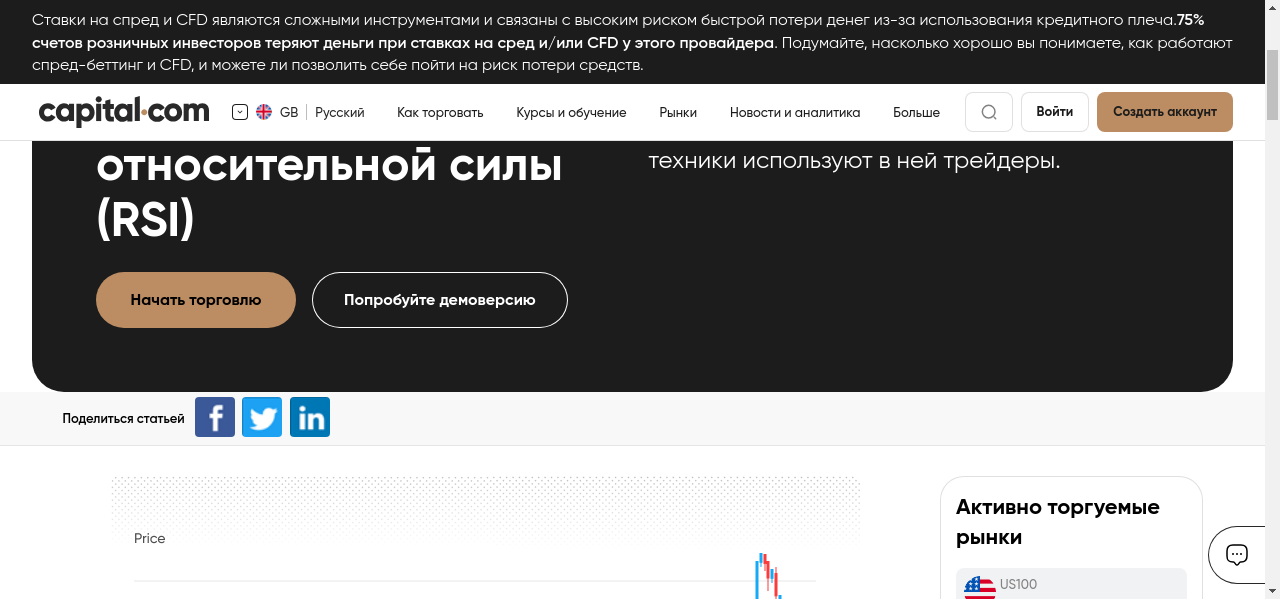 Ставки на спред и CFD являются сложными инструментами и связаны с высоким риском быстрой потери денег из-за использования кредитного плеча.75%
счетов розничных инвесторов теряют деньги при ставках на сред и/или CFD у этого провайдера. Подумайте, насколько хорошо вы понимаете, как работают
спред-беттинг и CFD, и можете ли позволить себе пойти на риск потери средств.
capital.com
GB
Русский
Как торговать
Курсы и обучение
Рынки
Новости и аналитика
Больше
Войти
Создать аккаунт
относительной силы
(RSI)
техники используют в ней трейдеры.
Начать торговлю
Попробуйте демоверсию
Поделиться статьей
Price
Активно торгуемые
рынки
US100